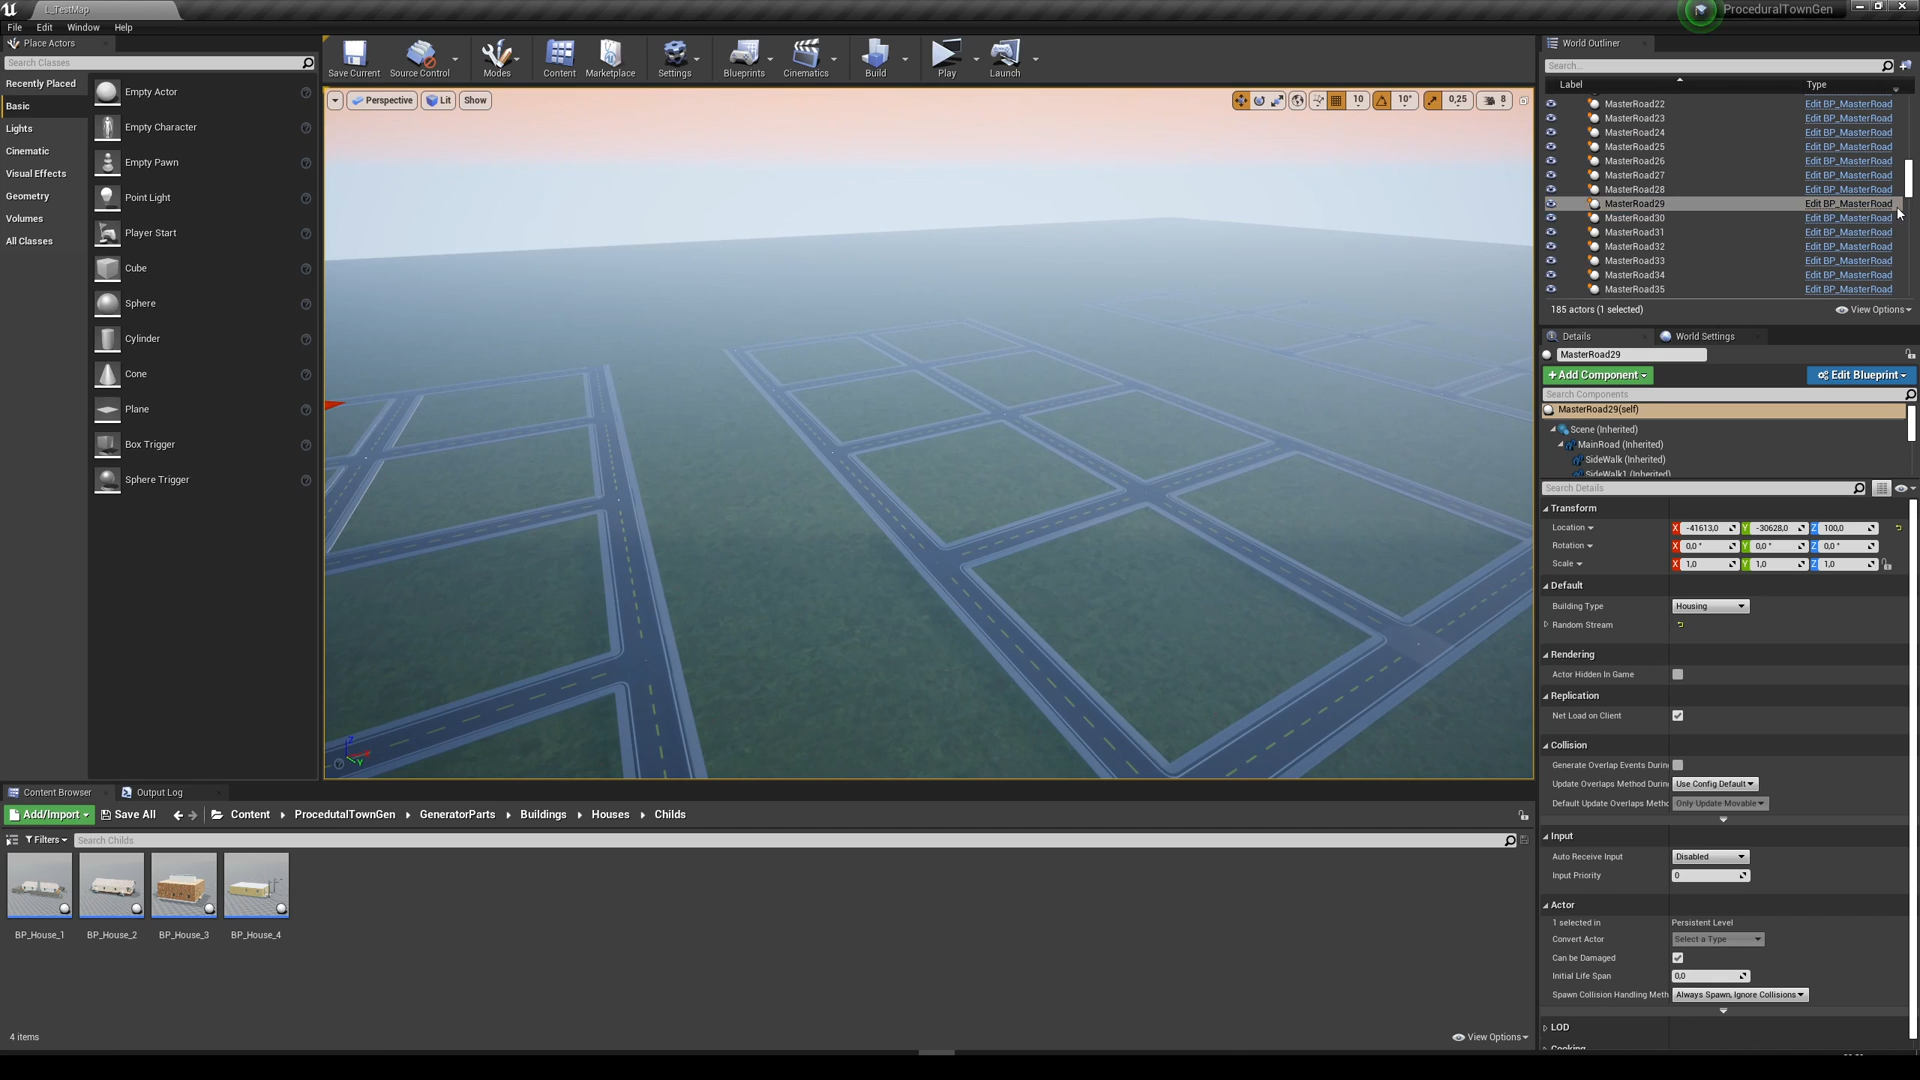 L_TestMap
ProceduralTownGen
File Edit Window Help
Place Actors
Search Classes
Recently Placed
Basic
Lights
Cinematic
Visual Effects
Geometry
Volumes
All Classes
Empty Actor
Empty Character
Empty Pawn
Point Light
Player Start
Cube
Sphere
Cylinder
Cone
Plane
Box Trigger
Sphere Trigger
Save Current Source Control Modes Content Marketplace Settings Blueprints Cinematics Build Play Launch
Perspective Lit Show
10 10° 0,25 8
World Outliner
Search...
Label Type
MasterRoad22 Edit BP_MasterRoad
MasterRoad23 Edit BP_MasterRoad
MasterRoad24 Edit BP_MasterRoad
MasterRoad25 Edit BP_MasterRoad
MasterRoad26 Edit BP_MasterRoad
MasterRoad27 Edit BP_MasterRoad
MasterRoad28 Edit BP_MasterRoad
MasterRoad29 Edit BP_MasterRoad
MasterRoad30 Edit BP_MasterRoad
MasterRoad31 Edit BP_MasterRoad
MasterRoad32 Edit BP_MasterRoad
MasterRoad33 Edit BP_MasterRoad
MasterRoad34 Edit BP_MasterRoad
MasterRoad35 Edit BP_MasterRoad
185 actors (1 selected) View Options
Details World Settings
MasterRoad29
+Add Component Edit Blueprint
Search Components
MasterRoad29(self)
Scene (Inherited)
MainRoad (Inherited)
SideWalk (Inherited)
SideWalk1 (Inherited)
Search Details
Transform
Location X -41613,0 Y -30628,0 Z 100,0
Rotation X 0,0 ° Y 0,0 ° Z 0,0 °
Scale X 1,0 Y 1,0 Z 1,0
Default
Building Type Housing
Random Stream
Rendering
Actor Hidden In Game
Replication
Net Load on Client
Collision
Generate Overlap Events Durin
Update Overlaps Method Durin Use Config Default
Default Update Overlaps Metho Only Update Movable
Input
Auto Receive Input Disabled
Input Priority 0
Actor
1 selected in Persistent Level
Convert Actor Select a Type
Can be Damaged
Initial Life Span 0,0
Spawn Collision Handling Meth Always Spawn, Ignore Collisions
LOD
Cooking
Z
Y
Content Browser Output Log
Add/Import Save All Content ProcedutalTownGen GeneratorParts Buildings Houses Childs
Filters Search Childs
BP_House_1 BP_House_2 BP_House_3 BP_House_4
4 items View Options